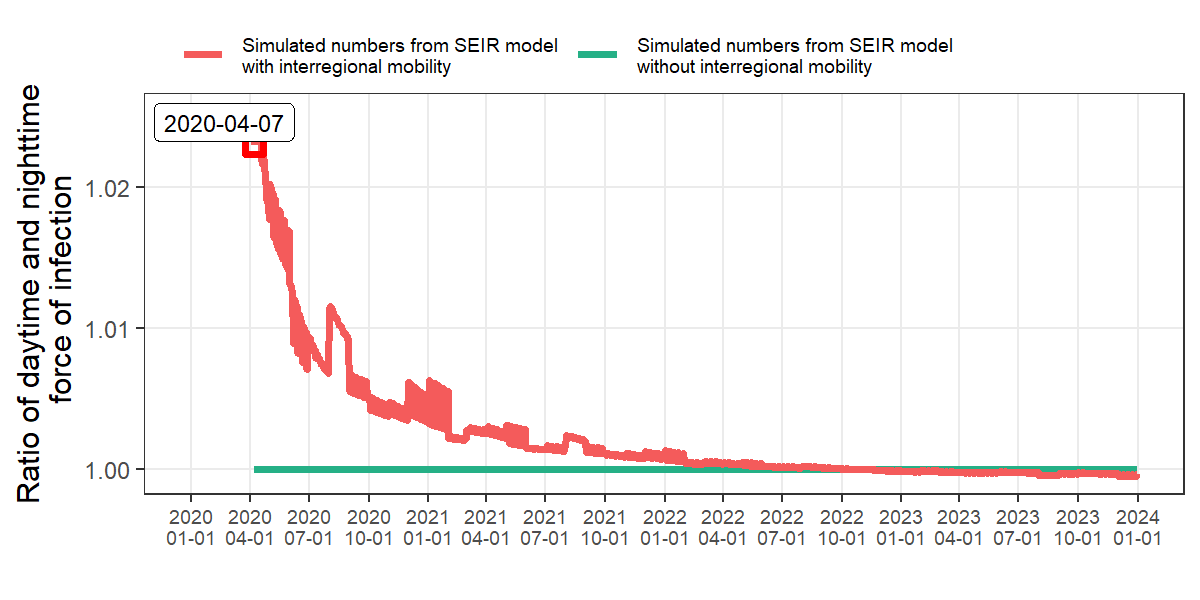 Simulated numbers from SEIR model
with interregional mobility
Simulated numbers from SEIR model
without interregional mobility
Ratio of daytime and nighttime
force of infection
2020-04-07
1.02
1.01
1.00
2020 2020 2020 2020 2021 2021 2021 2021 2022 2022 2022 2022 2023 2023 2023 2023 2024
01-01 04-01 07-01 10-01 01-01 04-01 07-01 10-01 01-01 04-01 07-01 10-01 01-01 04-01 07-01 10-01 01-01